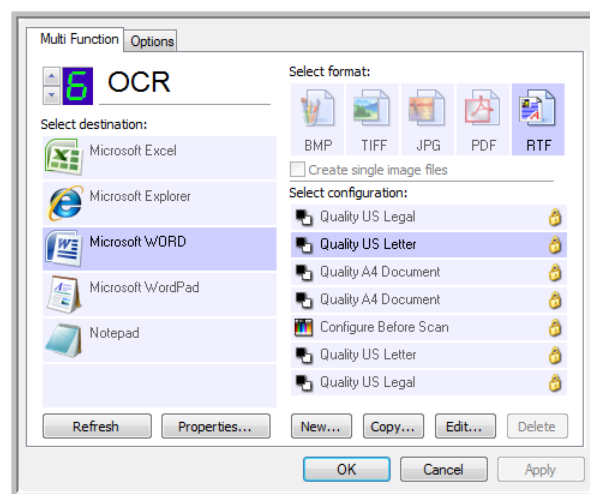 Multi Function Options
6 OCR
Select destination:
Microsoft Excel
Microsoft Explorer
Microsoft WORD
Microsoft WordPad
Notepad
Refresh Properties...
Select format:
BMP TIFF JPG PDF RTF
Create single image files
Select configuration:
Quality US Legal
Quality US Letter
Quality A4 Document
Quality A4 Document
Configure Before Scan
Quality US Letter
Quality US Legal
New... Copy... Edit... Delete
OK Cancel Apply